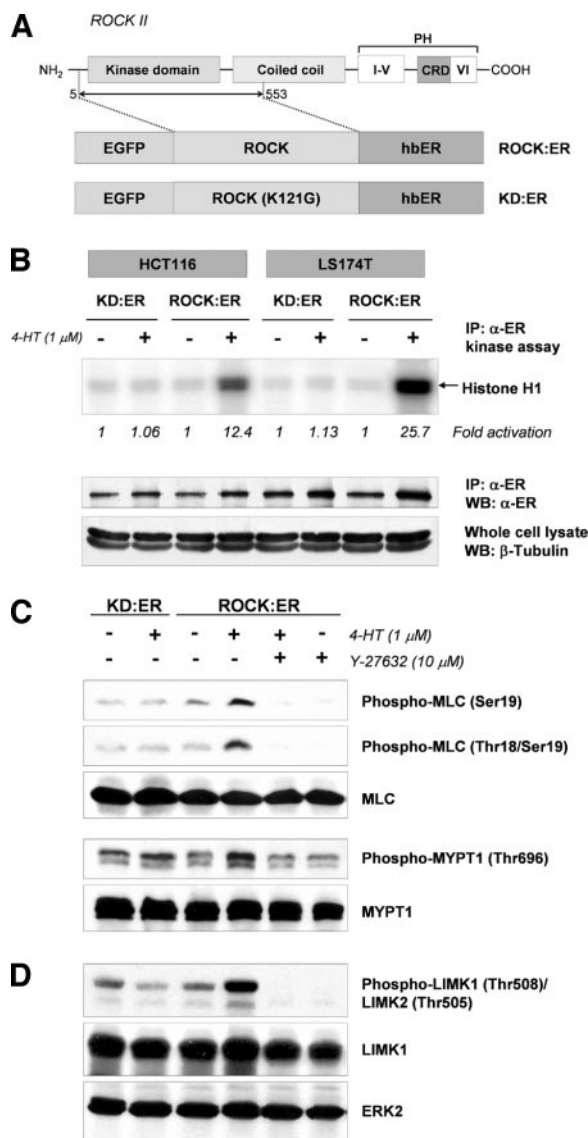 A
ROCK II
PH
NH2 Kinase domain Coiled coil I-V CRD VI COOH
5 553
EGFP ROCK hbER ROCK:ER
EGFP ROCK (K121G) hbER KD:ER
B
HCT116 LS174T
KD:ER ROCK:ER KD:ER ROCK:ER
4-HT (1 µM) - + - + - + - +
IP: α-ER
kinase assay
Histone H1
1 1.06 1 12.4 1 1.13 1 25.7 Fold activation
IP: α-ER
WB: α-ER
Whole cell lysate
WB: β-Tubulin
C
KD:ER ROCK:ER
- + - + + - 4-HT (1 µM)
- - - - + + Y-27632 (10 µM)
Phospho-MLC (Ser19)
Phospho-MLC (Thr18/Ser19)
MLC
Phospho-MYPT1 (Thr696)
MYPT1
D
Phospho-LIMK1 (Thr508)/
LIMK2 (Thr505)
LIMK1
ERK2